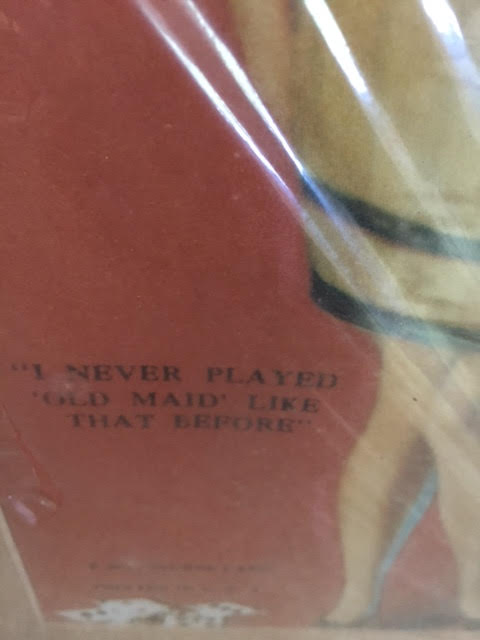 "I NEVER PLAYED
'OLD MAID' LIKE
THAT BEFORE"